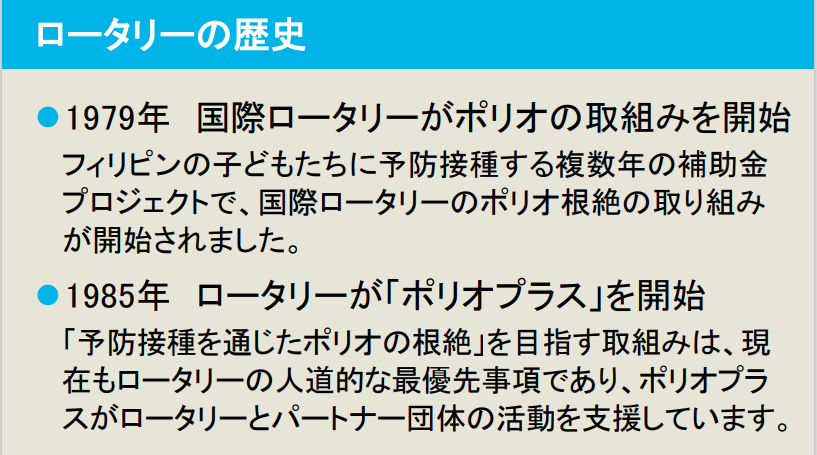 ロータリーの歴史
●1979年　国際ロータリーがポリオの取組みを開始
フィリピンの子どもたちに予防接種する複数年の補助金
プロジェクトで、国際ロータリーのポリオ根絶の取り組み
が開始されました。
●1985年　ロータリーが「ポリオプラス」を開始
「予防接種を通じたポリオの根絶」を目指す取組みは、現
在もロータリーの人道的な最優先事項であり、ポリオプラ
スがロータリーとパートナー団体の活動を支援しています。